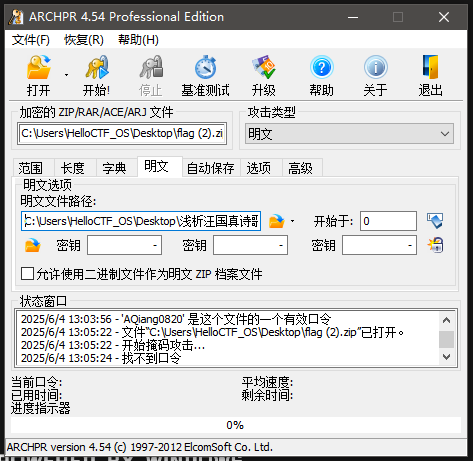 ARCHPR 4.54 Professional Edition
文件(F) 恢复(R) 帮助(H)
打开 开始! 停止 基准测试 升级 帮助 关于 退出
加密的 ZIP/RAR/ACE/ARJ 文件
攻击类型
C:\Users\HelloCTF_OS\Desktop\flag (2).zi
明文
范围 长度 字典 明文 自动保存 选项 高级
明文选项
明文文件路径:
C:\Users\HelloCTF_OS\Desktop\浅析汪国真诗歌
开始于: 0
密钥 - 密钥 - 密钥 -
允许使用二进制文件作为明文 ZIP 档案文件
状态窗口
2025/6/4 13:03:56 - 'AQiang0820' 是这个文件的一个有效口令
2025/6/4 13:05:22 - 文件“C:\Users\HelloCTF_OS\Desktop\flag (2).zip”已打开。
2025/6/4 13:05:22 - 开始掩码攻击...
2025/6/4 13:05:24 - 找不到口令
当前口令: 平均速度:
已用时间: 剩余时间:
进度指示器
0%
ARCHPR version 4.54 (c) 1997-2012 ElcomSoft Co. Ltd.